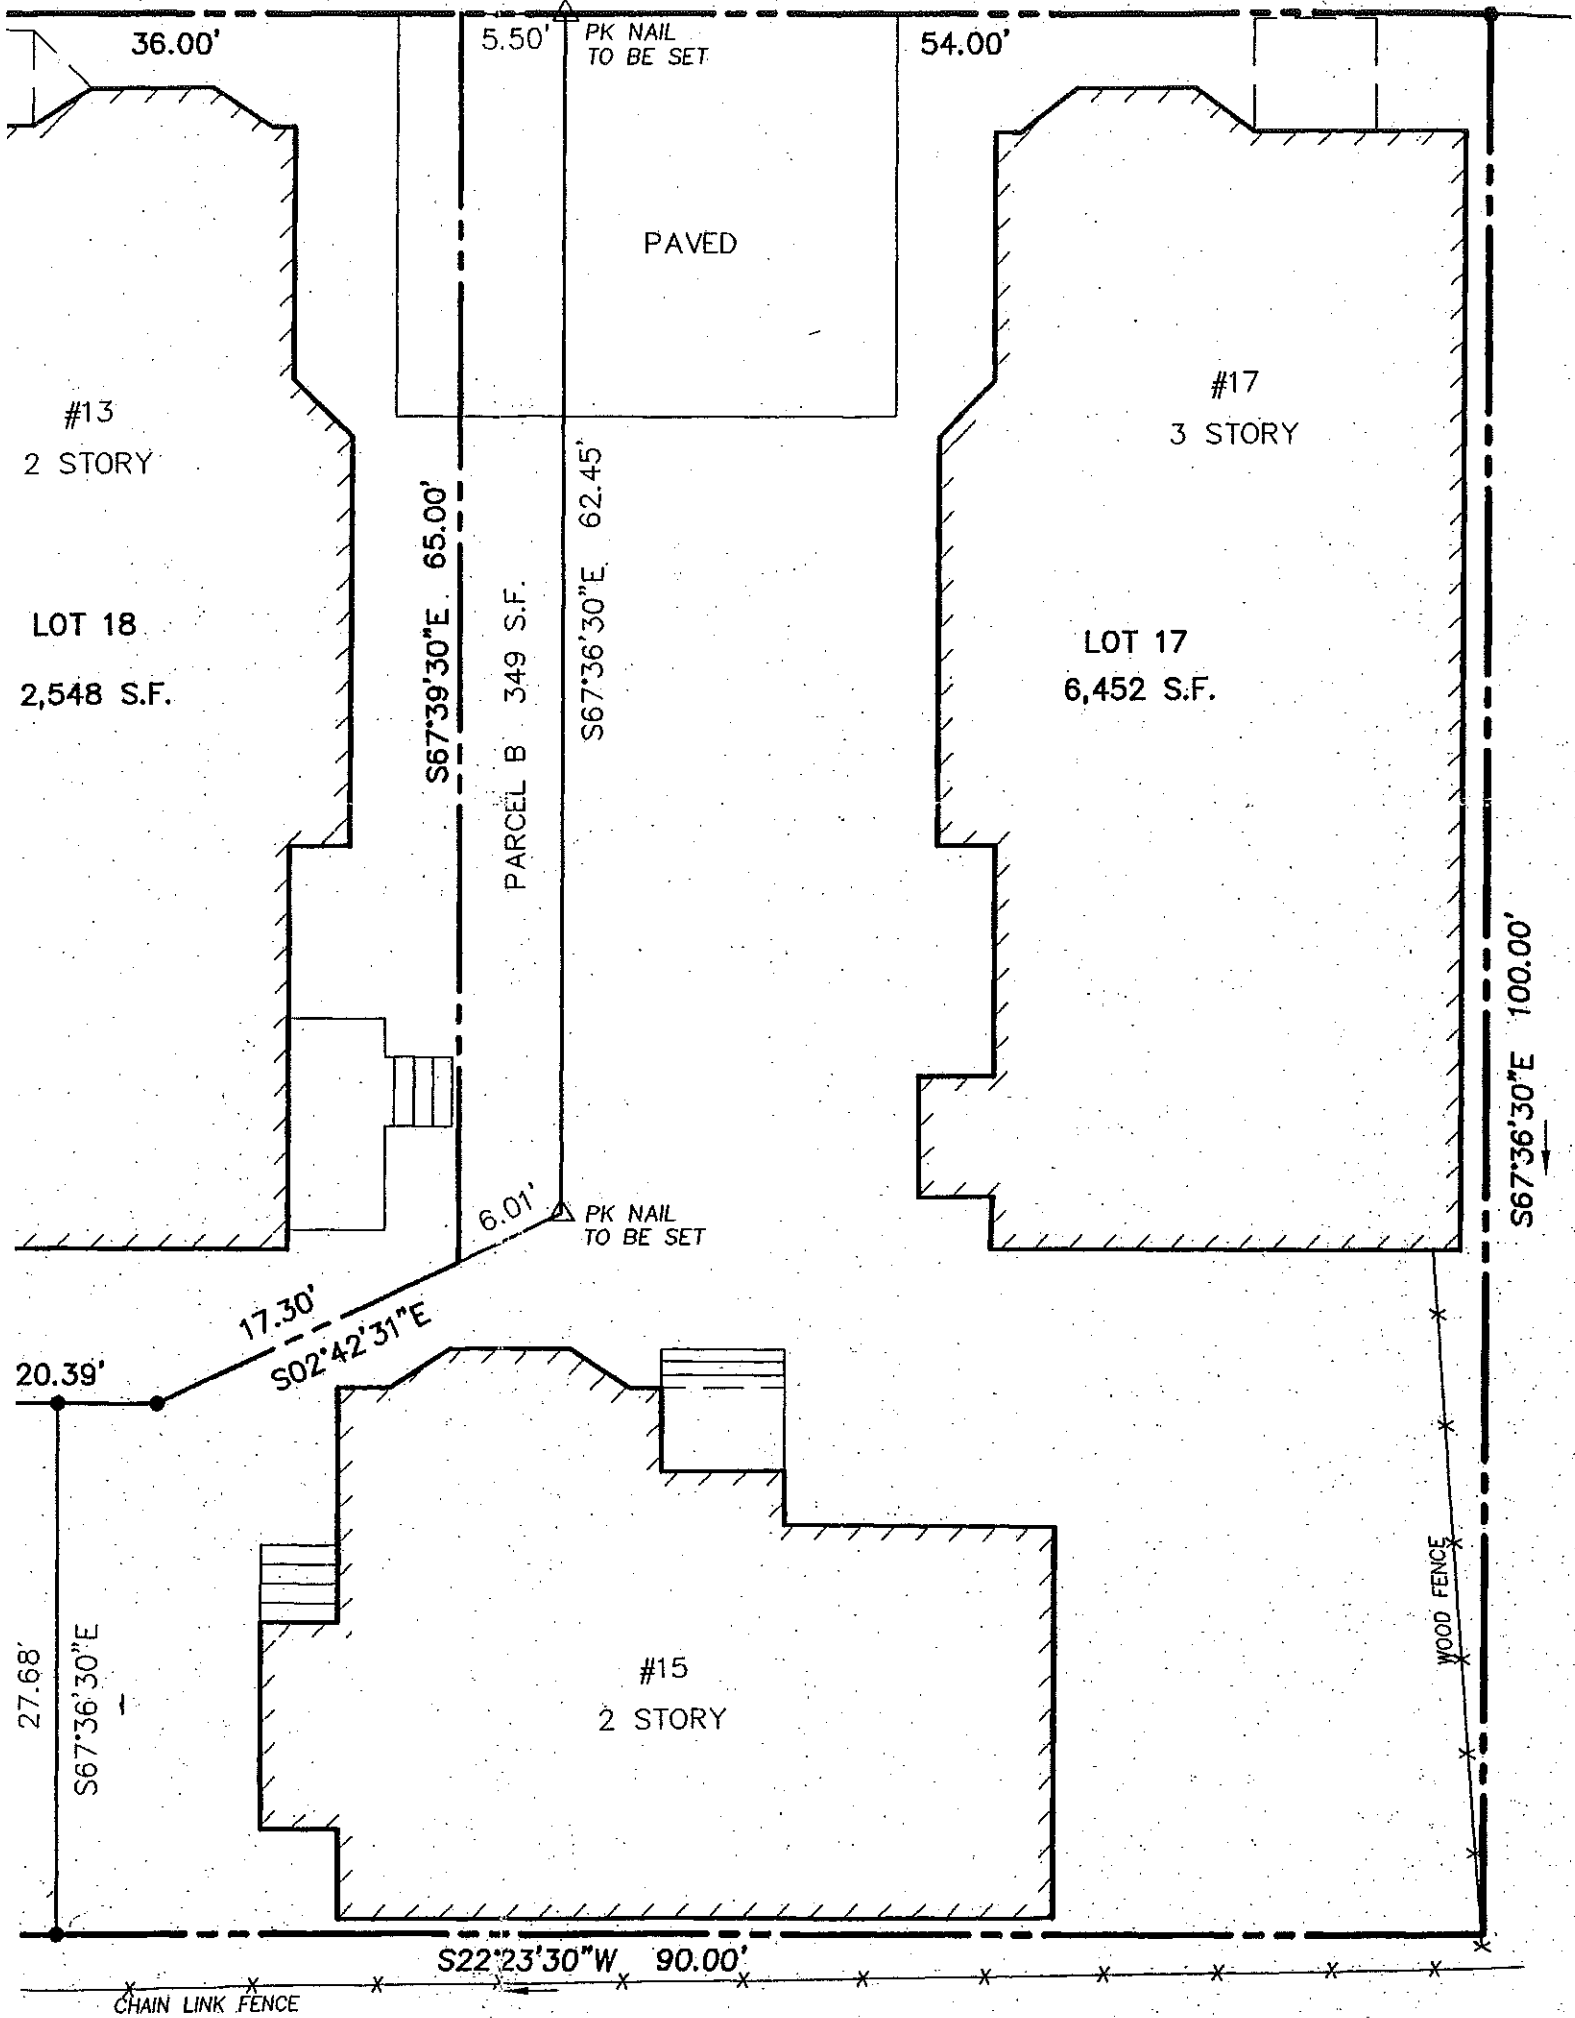 36.00'
5.50'
PK NAIL
TO BE SET
54.00'
PAVED
#13
2 STORY
#17
3 STORY
S67°39'30"E 65.00'
PARCEL B 349 S.F.
S67°36'30"E 62.45'
LOT 18
2,548 S.F.
LOT 17
6,452 S.F.
S67°36'30"E 100.00'
6.01'
PK NAIL
TO BE SET
17.30'
S02°42'31"E
20.39'
27.68'
S67°36'30"E
#15
2 STORY
WOOD FENCE
S22°23'30"W 90.00'
CHAIN LINK FENCE